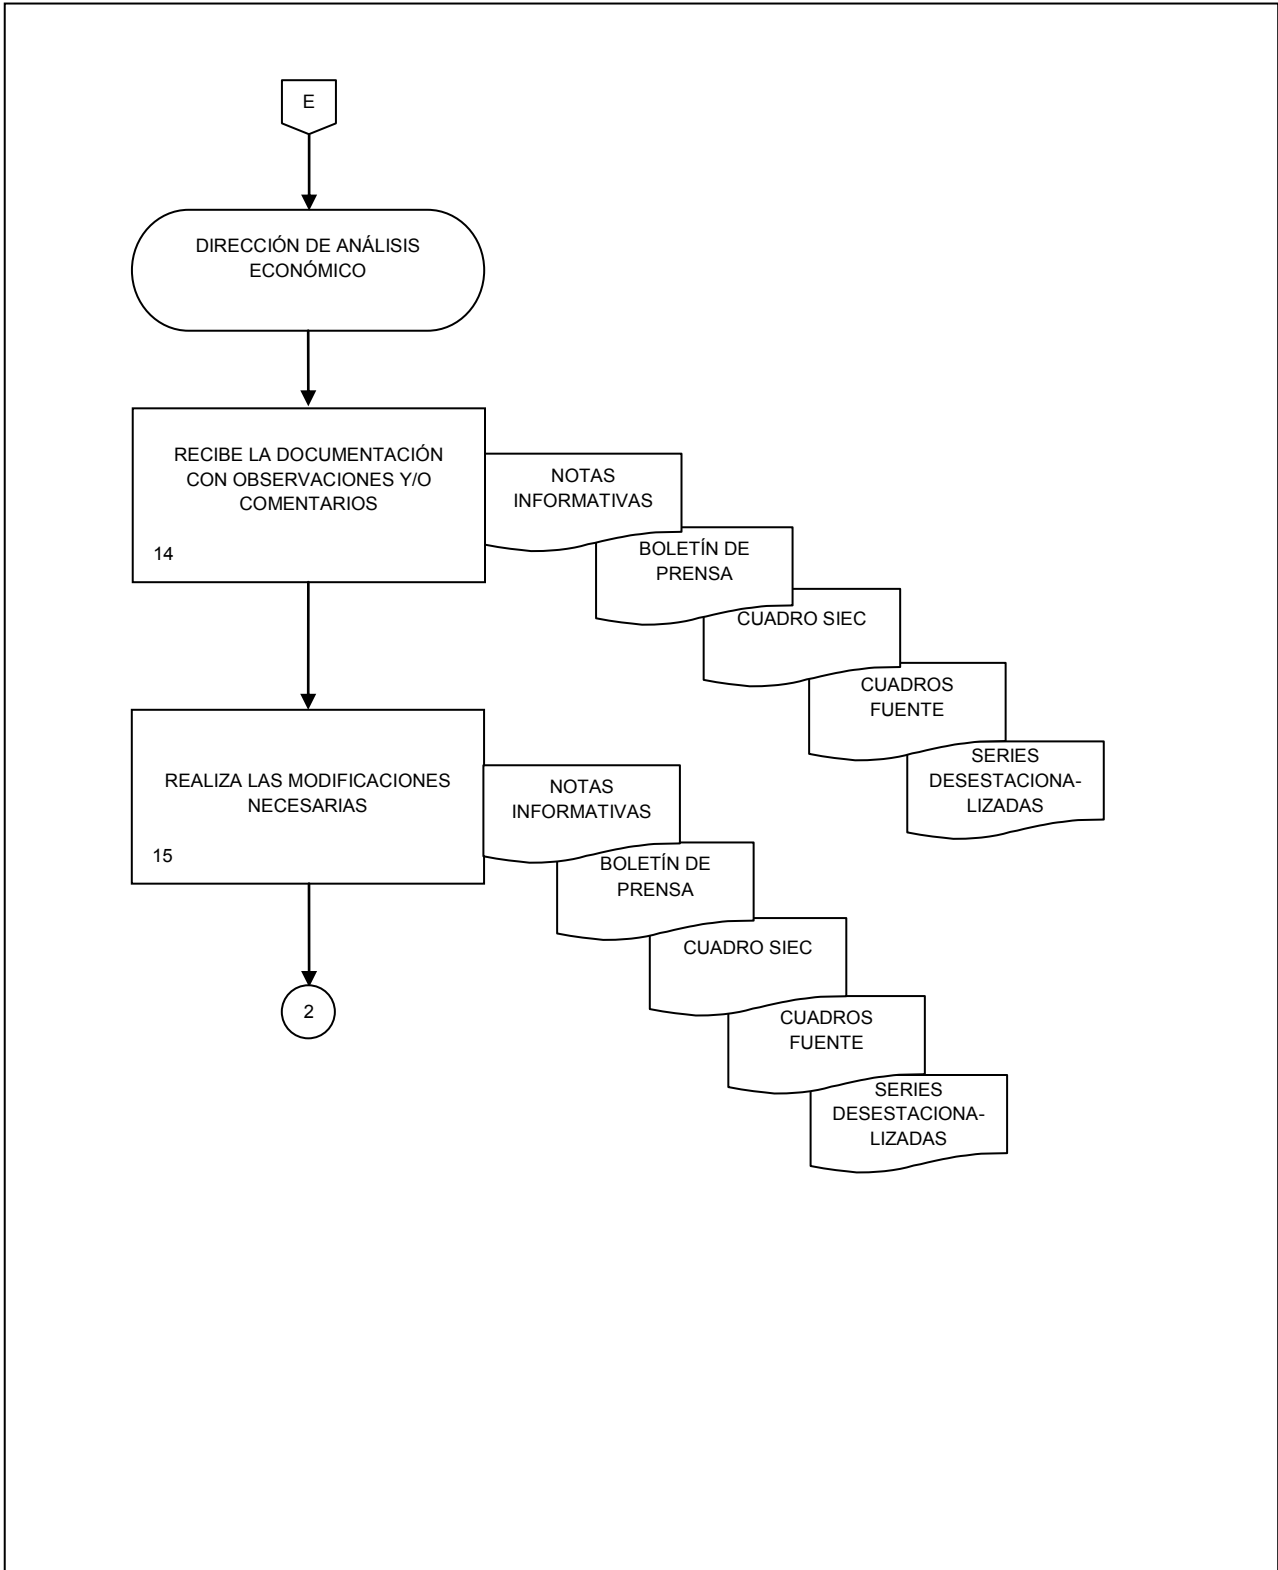 E
DIRECCIÓN DE ANÁLISIS
ECONÓMICO
RECIBE LA DOCUMENTACIÓN
CON OBSERVACIONES Y/O
COMENTARIOS
14
NOTAS
INFORMATIVAS
BOLETÍN DE
PRENSA
CUADRO SIEC
CUADROS
FUENTE
SERIES
DESESTACIONA-
LIZADAS
REALIZA LAS MODIFICACIONES
NECESARIAS
15
NOTAS
INFORMATIVAS
BOLETÍN DE
PRENSA
CUADRO SIEC
CUADROS
FUENTE
SERIES
DESESTACIONA-
LIZADAS
2